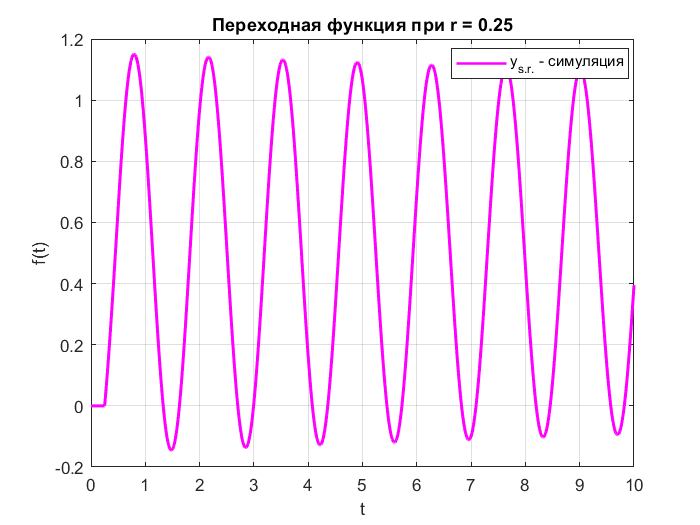 Переходная функция при r = 0.25
y_s.r. - симуляция
f(t)
1.2
1
0.8
0.6
0.4
0.2
0
-0.2
0 1 2 3 4 5 6 7 8 9 10
t